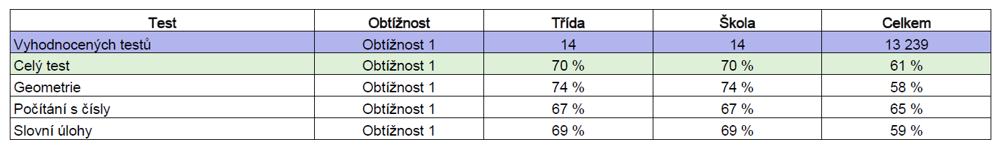 Test Obtížnost Třída Škola Celkem
Vyhodnocených testů Obtížnost 1 14 14 13 239
Celý test Obtížnost 1 70 % 70 % 61 %
Geometrie Obtížnost 1 74 % 74 % 58 %
Počítání s čísly Obtížnost 1 67 % 67 % 65 %
Slovní úlohy Obtížnost 1 69 % 69 % 59 %